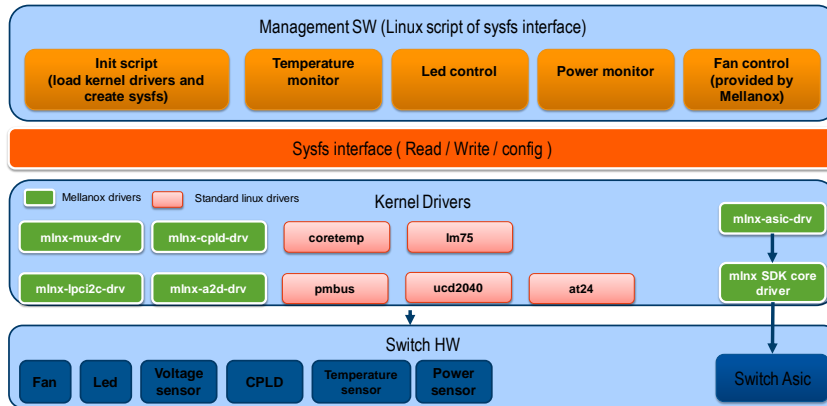 Management SW (Linux script of sysfs interface)
Init script
(load kernel drivers and
create sysfs)
Temperature
monitor
Led control
Power monitor
Fan control
(provided by
Mellanox)
Sysfs interface ( Read / Write / config )
Mellanox drivers
Standard linux drivers
Kernel Drivers
mlnx-mux-drv
mlnx-cpld-drv
coretemp
lm75
mlnx-asic-drv
mlnx-lpci2c-drv
mlnx-a2d-drv
pmbus
ucd2040
at24
mlnx SDK core
driver
Switch HW
Fan
Led
Voltage
sensor
CPLD
Temperature
sensor
Power
sensor
Switch Asic